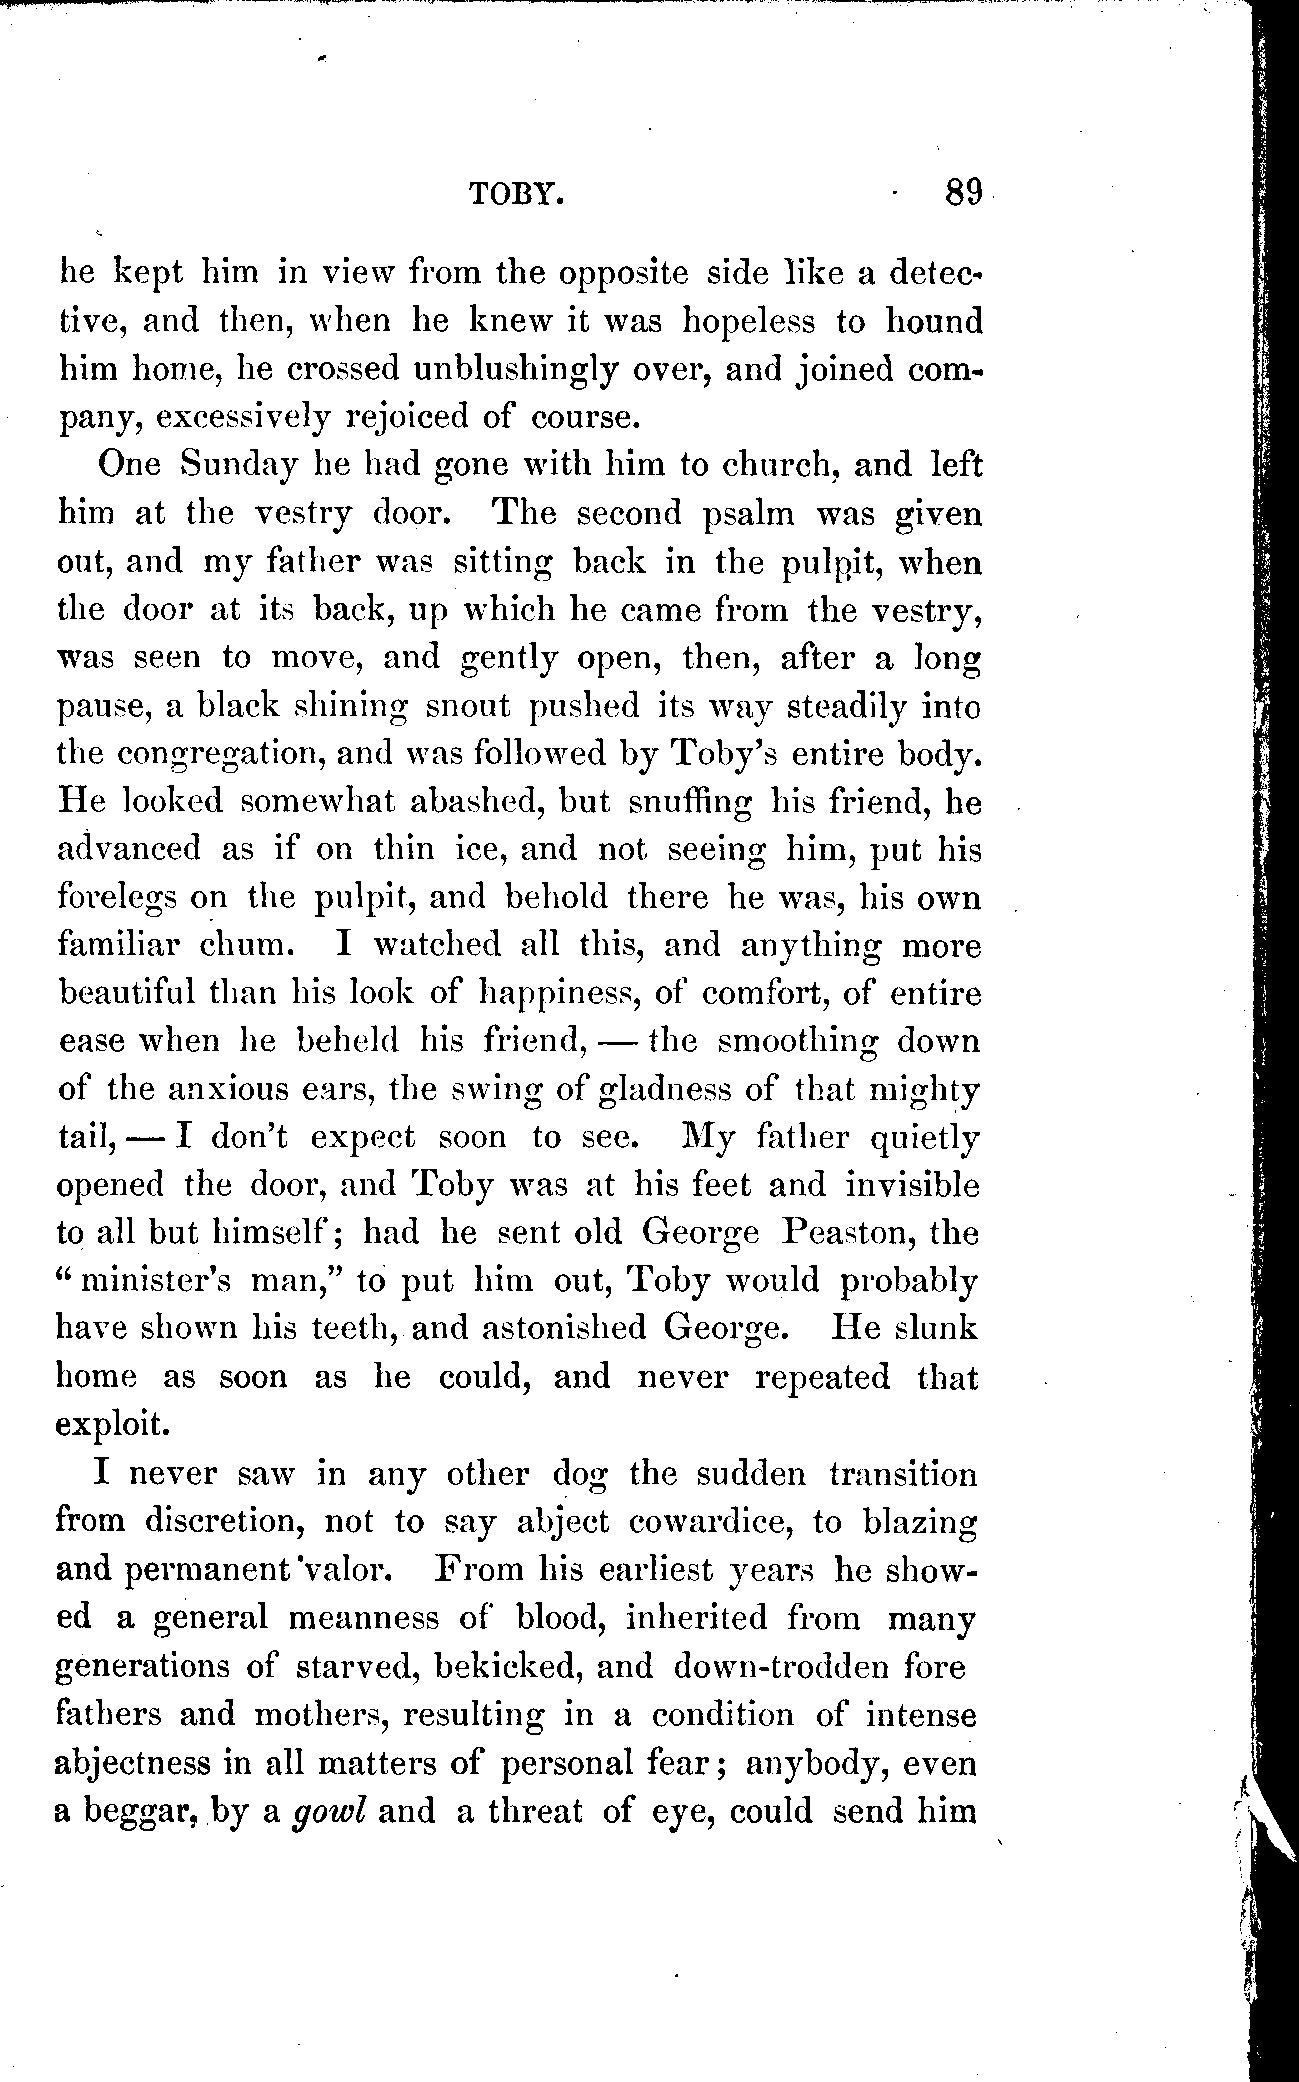 TOBY. 89
he kept him in view from the opposite side like a detec-
tive, and then, when he knew it was hopeless to hound
him home, he crossed unblushingly over, and joined com-
pany, excessively rejoiced of course.
One Sunday he had gone with him to church, and left
him at the vestry door. The second psalm was given
out, and my father was sitting back in the pulpit, when
the door at its back, up which he came from the vestry,
was seen to move, and gently open, then, after a long
pause, a black shining snout pushed its way steadily into
the congregation, and was followed by Toby's entire body.
He looked somewhat abashed, but snuffing his friend, he
advanced as if on thin ice, and not seeing him, put his
forelegs on the pulpit, and behold there he was, his own
familiar chum. I watched all this, and anything more
beautiful than his look of happiness, of comfort, of entire
ease when he beheld his friend, — the smoothing down
of the anxious ears, the swing of gladness of that mighty
tail, — I don't expect soon to see. My father quietly
opened the door, and Toby was at his feet and invisible
to all but himself; had he sent old George Peaston, the
"minister's man," to put him out, Toby would probably
have shown his teeth, and astonished George. He slunk
home as soon as he could, and never repeated that
exploit.
I never saw in any other dog the sudden transition
from discretion, not to say abject cowardice, to blazing
and permanent valor. From his earliest years he show-
ed a general meanness of blood, inherited from many
generations of starved, bekicked, and down-trodden fore
fathers and mothers, resulting in a condition of intense
abjectness in all matters of personal fear; anybody, even
a beggar, by a gowl and a threat of eye, could send him